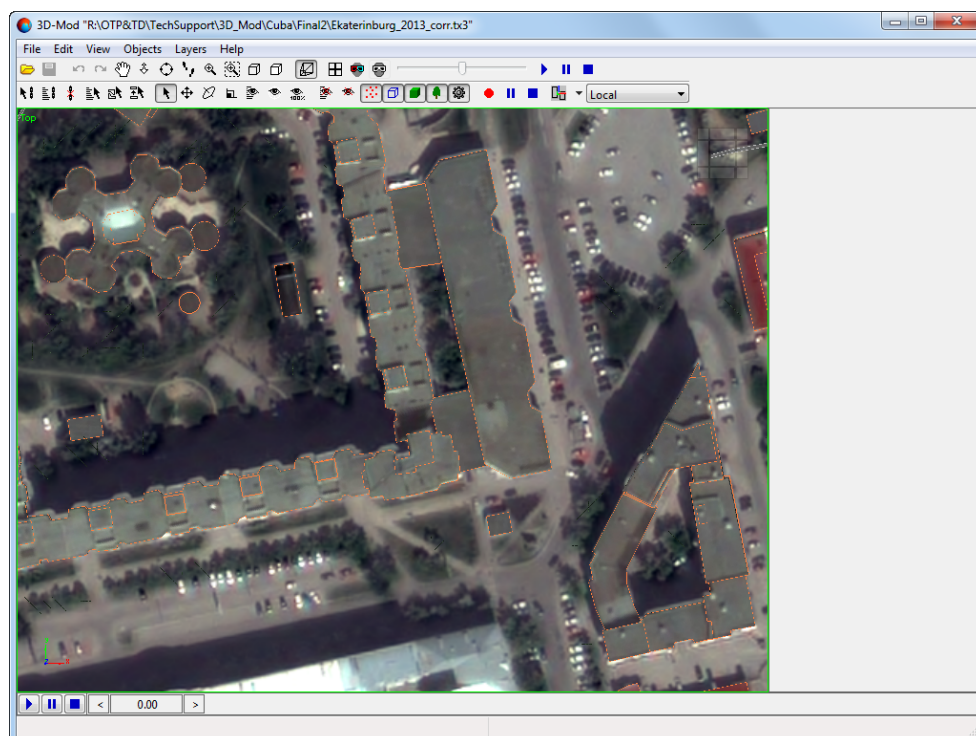 3D-Mod "R:\OTP&TD\TechSupport\3D_Mod\Cuba\Final2\Ekaterinburg_2013_corr.tx3"
File Edit View Objects Layers Help
100%
Local
Top
< 0.00 >